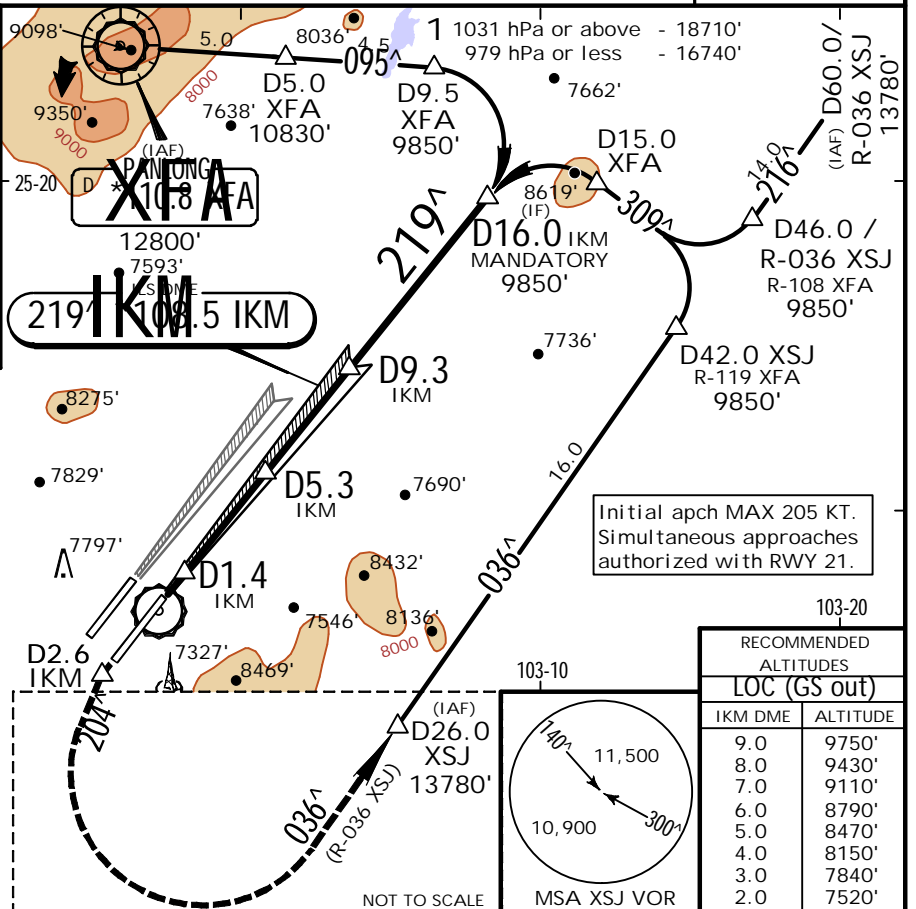 9098'
5.0
8036'
4.5
095^
1 1031 hPa or above - 18710'
979 hPa or less - 16740'
D60.0/
R-036 XSJ
(IAF) 13780'
8000
D5.0
XFA
10830'
D9.5
XFA
9850'
7662'
9350'
9000
7638'
(IAF)
PANLONG
D *110.8 XFA
XFA
12800'
25-20
D15.0
XFA
14.0
216^
8619'
309^
219^
(IF)
D16.0 IKM
MANDATORY
9850'
D46.0 /
R-036 XSJ
R-108 XFA
9850'
7593'
ILS DME
219^ 108.5 IKM
IKM
7736'
D42.0 XSJ
R-119 XFA
9850'
D9.3
IKM
8275'
7829'
D5.3
IKM
7690'
16.0
Initial apch MAX 205 KT.
Simultaneous approaches
authorized with RWY 21.
7797'
D1.4
IKM
8432'
036^
7546'
8136'
8000
103-20
D2.6
IKM
7327'
8469'
103-10
204^
(IAF)
D26.0
XSJ
13780'
036^
(R-036 XSJ)
NOT TO SCALE
140^
11,500
10,900
300^
MSA XSJ VOR
RECOMMENDED
ALTITUDES
LOC (GS out)
IKM DME ALTITUDE
9.0 9750'
8.0 9430'
7.0 9110'
6.0 8790'
5.0 8470'
4.0 8150'
3.0 7840'
2.0 7520'